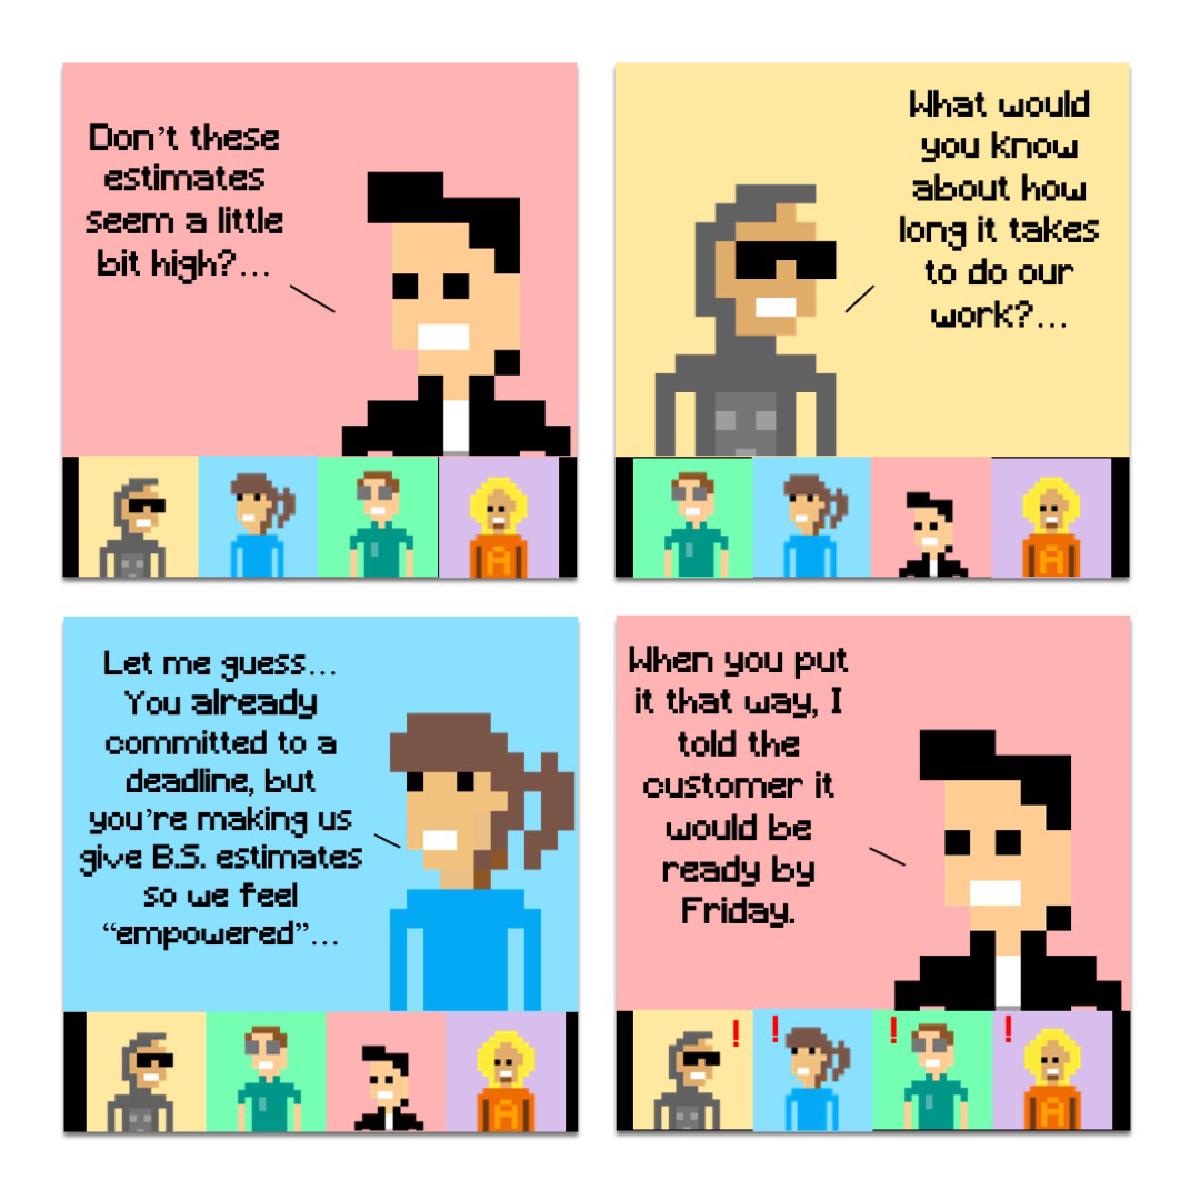 Don't these
estimates
seem a little
bit high?...
What would
you know
about how
long it takes
to do our
work?...
Let me guess...
You already
committed to a
deadline, but
you're making us
give B.S. estimates
so we feel
“empowered”...
When you put
it that way, I
told the
customer it
would be
ready by
Friday.
A
A
A
! ! ! !
A